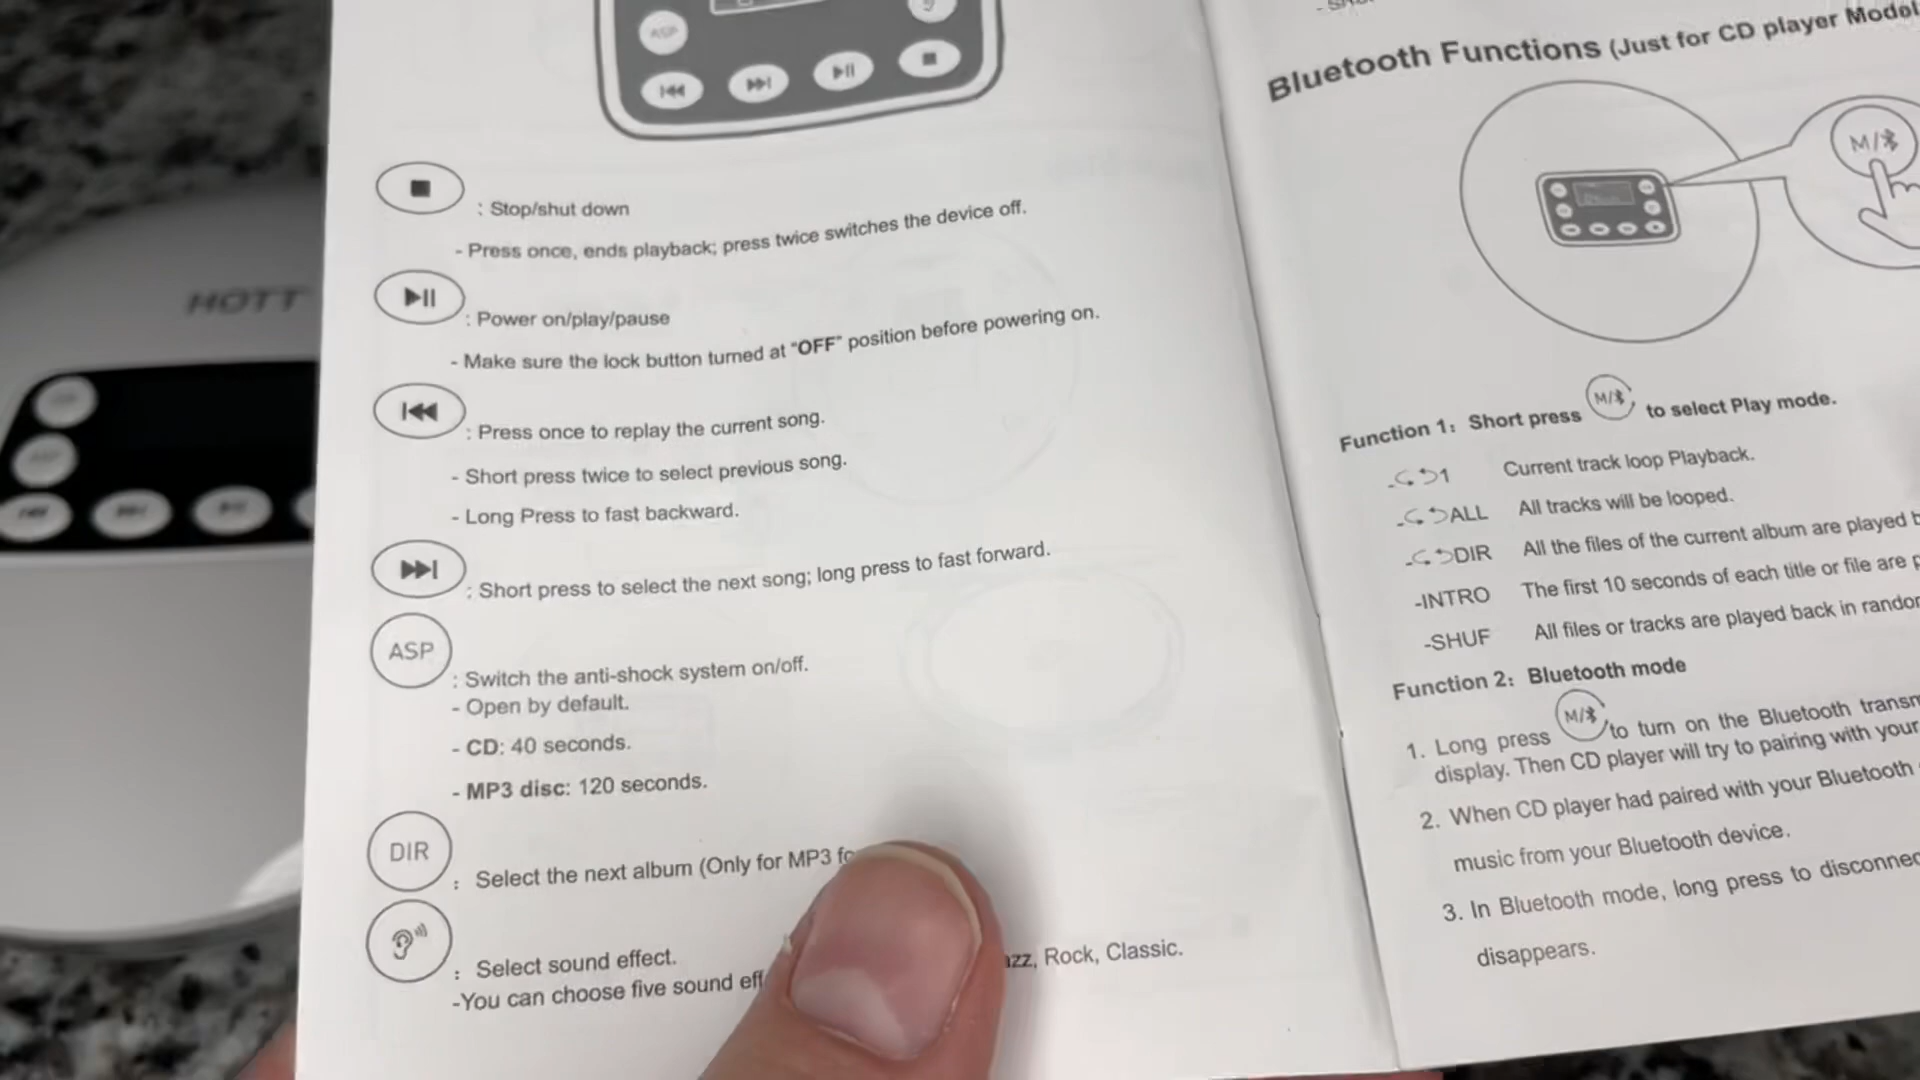 ASP
: Stop/shut down
- Press once, ends playback; press twice switches the device off.
: Power on/play/pause
- Make sure the lock button turned at "OFF" position before powering on.
: Press once to replay the current song.
- Short press twice to select previous song.
- Long Press to fast backward.
: Short press to select the next song; long press to fast forward.
ASP
: Switch the anti-shock system on/off.
- Open by default.
- CD: 40 seconds.
- MP3 disc: 120 seconds.
DIR
: Select the next album (Only for MP3
: Select sound effect.
-You can choose five sound
Rock, Classic.
Bluetooth Functions (Just for CD player Model
M/
Function 1: Short press M/ to select Play mode.
- 1 Current track loop Playback.
- ALL All tracks will be looped.
- DIR All the files of the current album are played
-INTRO The first 10 seconds of each title or file are
-SHUF All files or tracks are played back in
Function 2: Bluetooth mode
1. Long press M/ to turn on the Bluetooth
display. Then CD player will try to pairing with your
2. When CD player had paired with your Bluetooth
music from your Bluetooth device.
3. In Bluetooth mode, long press to
disappears.
HOTT